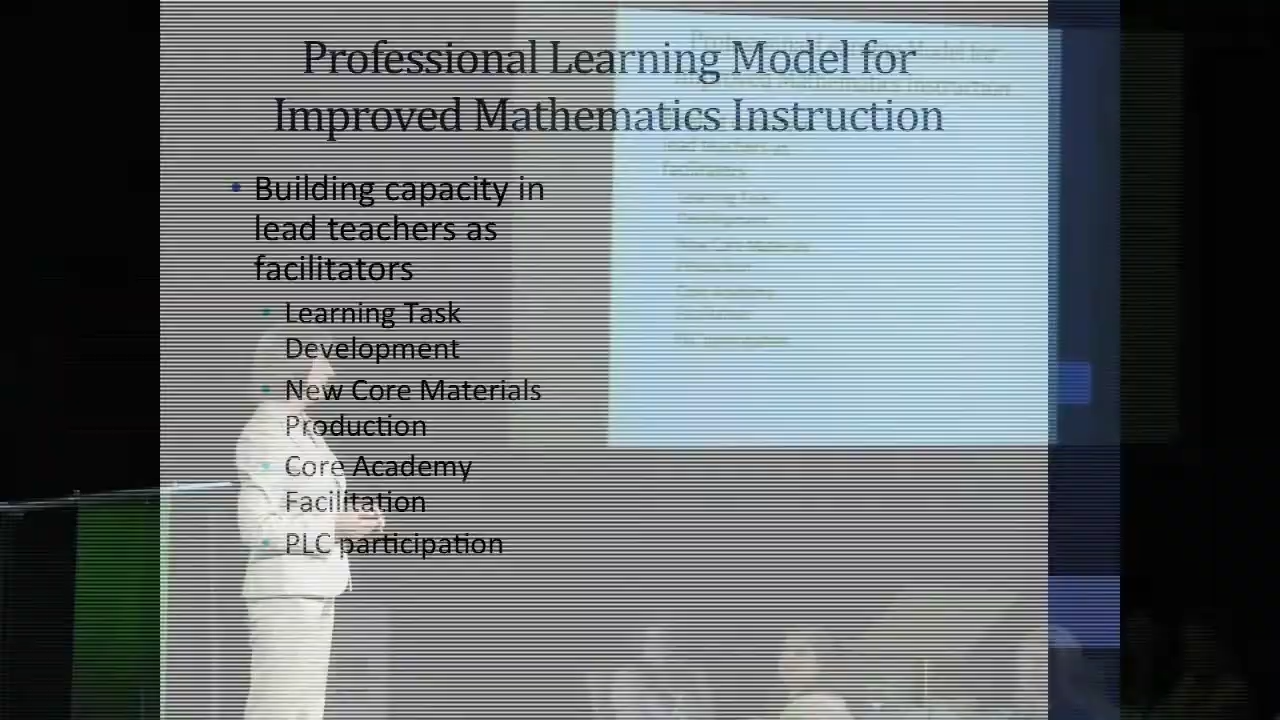 Professional Learning Model for
Improved Mathematics Instruction
Building capacity in
lead teachers as
facilitators
Learning Task
Development
New Core Materials
Production
Core Academy
Facilitation
PLC participation